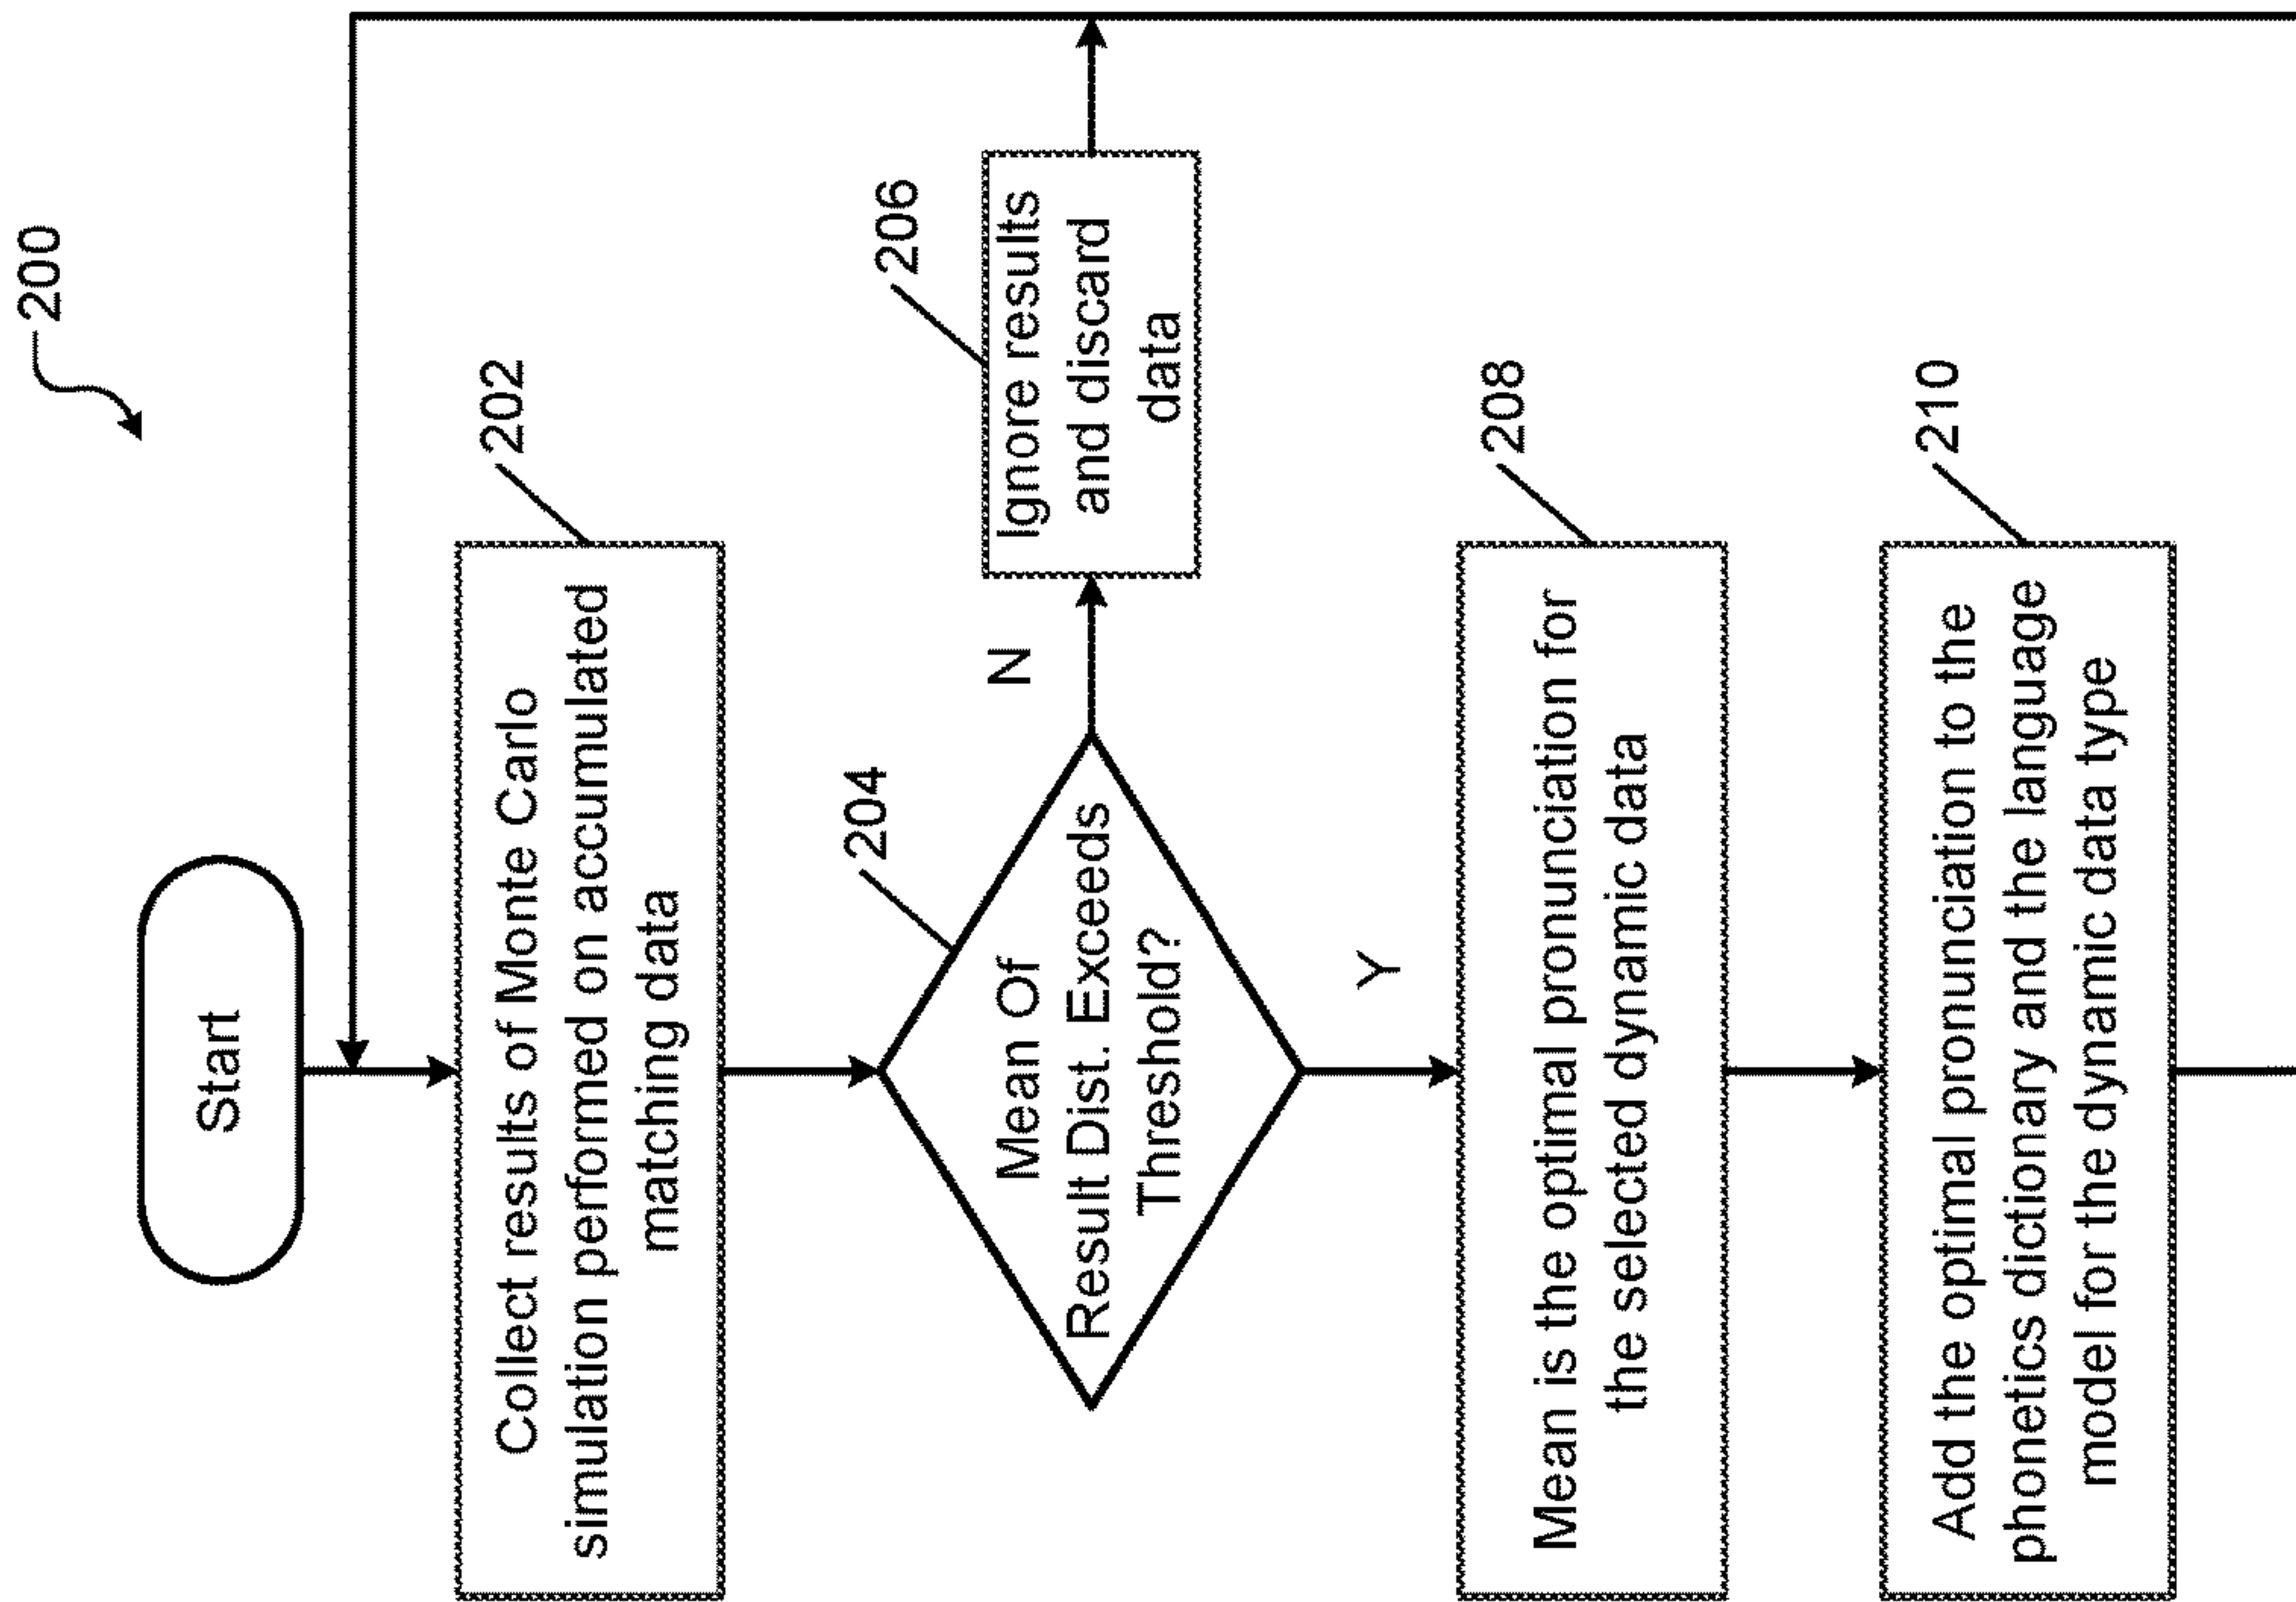 200
Start
202
Collect results of Monte Carlo
simulation performed on accumulated
matching data
204
Mean Of
Result Dist. Exceeds
Threshold?
N
206
Ignore results
and discard
data
Y
208
Mean is the optimal pronunciation for
the selected dynamic data
210
Add the optimal pronunciation to the
phonetics dictionary and the language
model for the dynamic data type